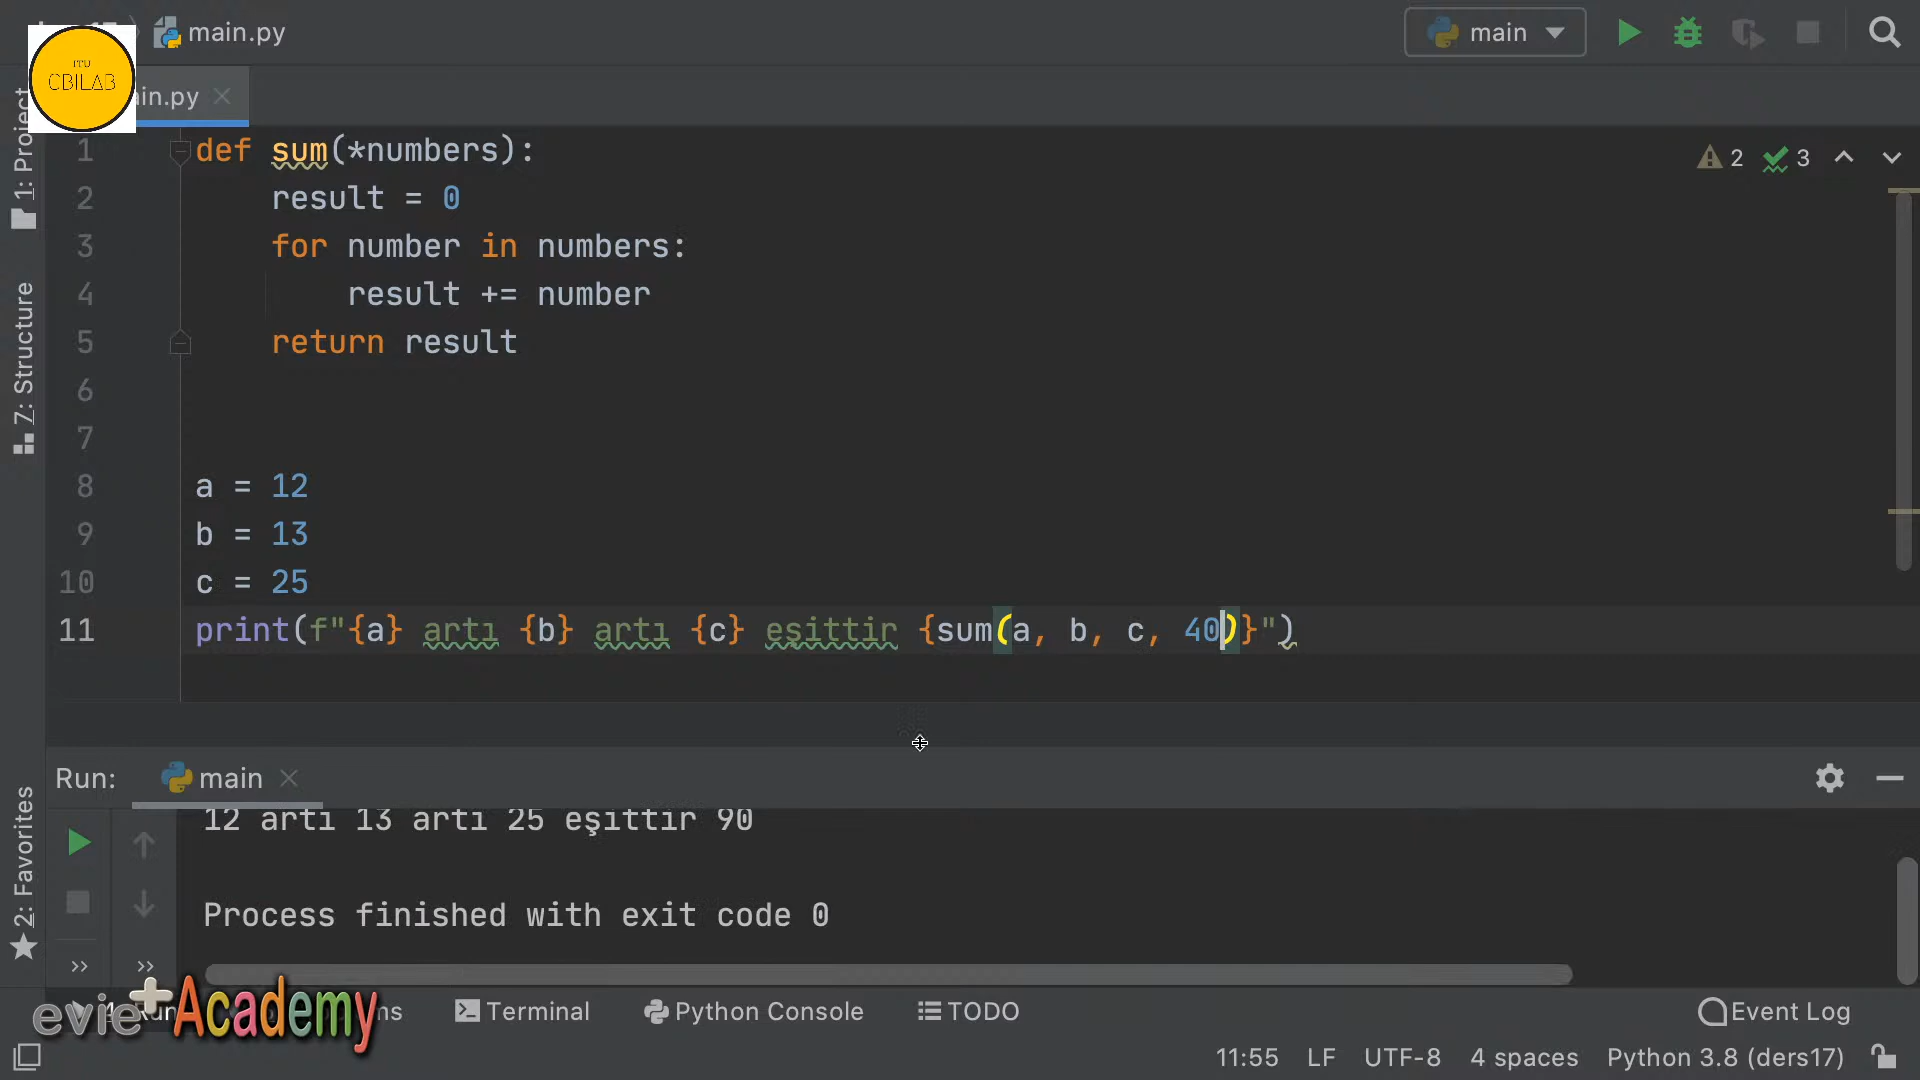 main.py
main
ITU
CBILAB
in.py
1: Project
2
3
1 def sum(*numbers):
2 result = 0
3 for number in numbers:
4 result += number
5 return result
6
7
8 a = 12
9 b = 13
10 c = 25
11 print(f"{a} artı {b} artı {c} eşittir {sum(a, b, c, 40)}")
Z: Structure
Run: main
12 artı 13 artı 25 eşittir 90
Process finished with exit code 0
2: Favorites
evie+Academy
Terminal
Python Console
TODO
Event Log
11:55 LF UTF-8 4 spaces Python 3.8 (ders17)